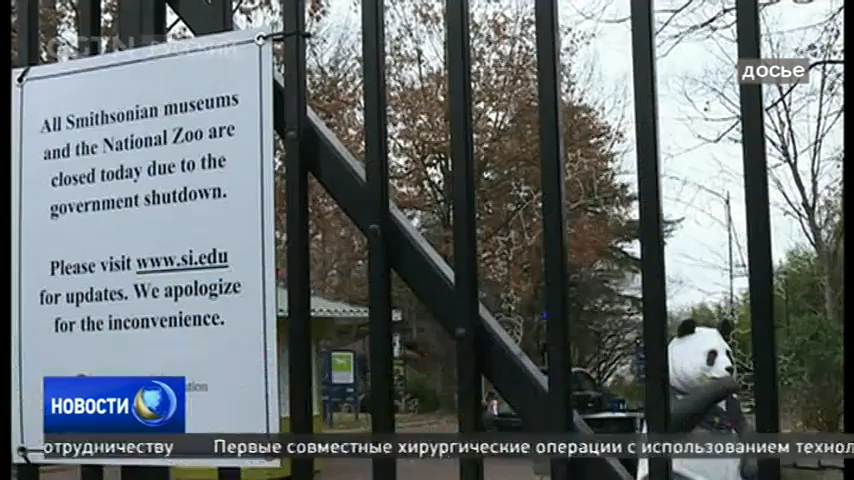 досье
All Smithsonian museums
and the National Zoo are
closed today due to the
government shutdown.
Please visit www.si.edu
for updates. We apologize
for the inconvenience.
НОВОСТИ
отрудничеству Первые совместные хирургические операции с использованием технол